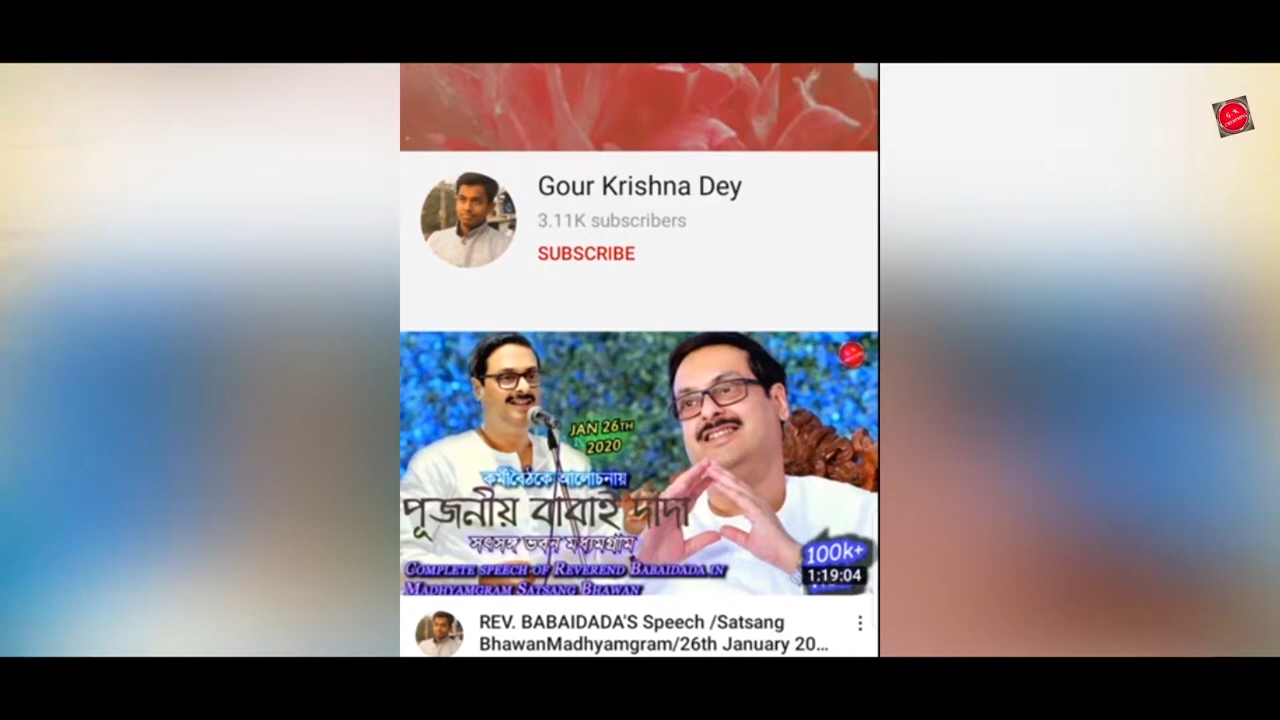 G.K
CREATIONS
Gour Krishna Dey
3.11K subscribers
SUBSCRIBE
JAN 26TH
2020
কর্মীবৈঠকে আলোচনায়
পূজনীয় বাবাই দাদা
সৎসঙ্গ ভবন মধ্যমগ্রাম
COMPLETE SPEECH OF REVEREND BABAIDADA IN
MADHYAMGRAM SATSANG BHAWAN
100k+
1:19:04
REV. BABAIDADA'S Speech /Satsang
BhawanMadhyamgram/26th January 20...